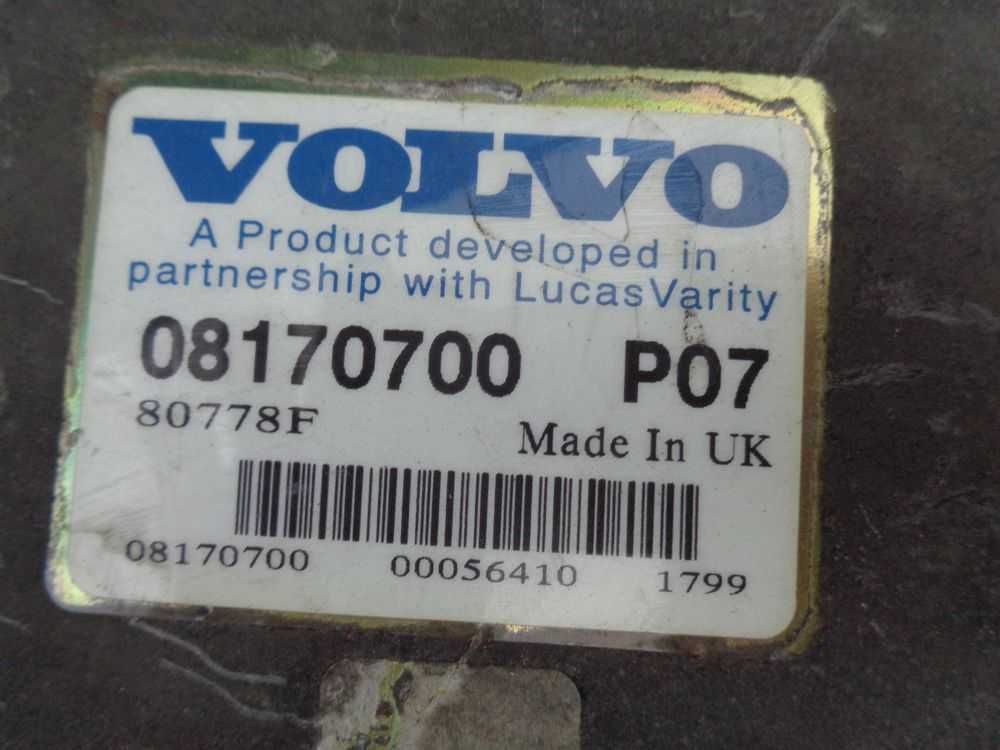 VOLVO
A Product developed in
partnership with LucasVarity
08170700 P07
80778F Made In UK
08170700 00056410 1799